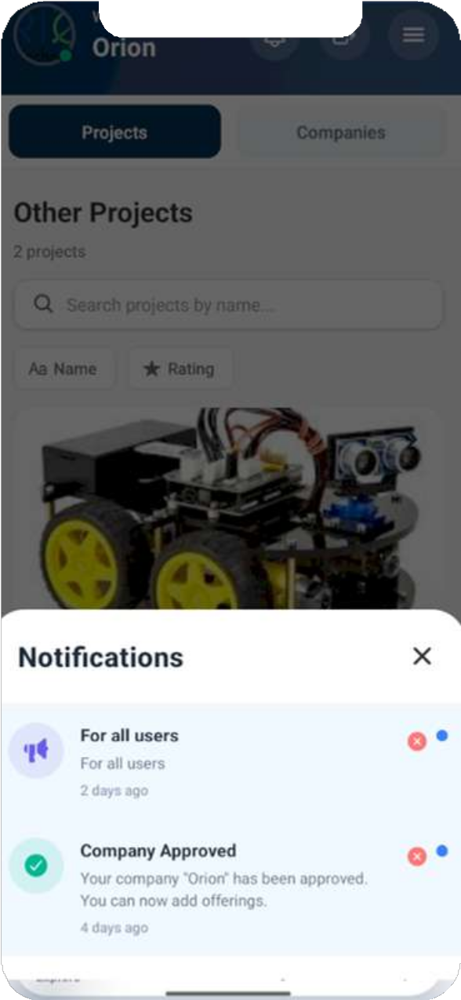 Orion
Projects
Companies
Other Projects
2 projects
Search projects by name...
Aa Name
Rating
Notifications
For all users
For all users
2 days ago
Company Approved
Your company "Orion" has been approved.
You can now add offerings.
4 days ago